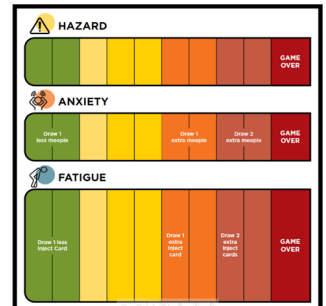 HAZARD
GAME
OVER
ANXIETY
Draw 1
less meeple
Draw 1
extra meeple
Draw 2
extra meeple
GAME
OVER
FATIGUE
Draw 1 less
Inject Card
Draw 1
extra
inject
card
Draw 2
extra
inject
cards
GAME
OVER